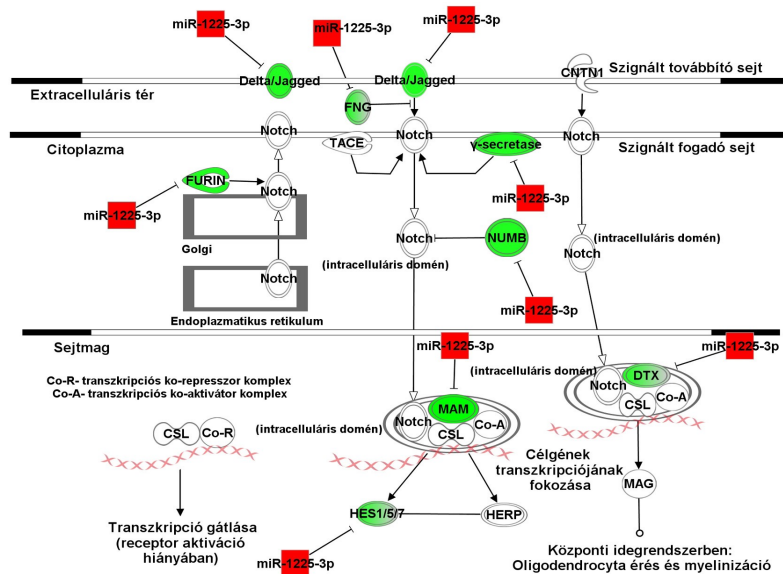 miR-1225-3p
miR-1225-3p
miR-1225-3p
Delta/Jagged
Delta/Jagged
CNTN1
Szignált továbbító sejt
Extracelluláris tér
FNG
Notch
Notch
Notch
Citoplazma
TACE
γ-secretase
Szignált fogadó sejt
FURIN
Notch
miR-1225-3p
miR-1225-3p
Golgi
Notch
NUMB
Notch
(intracelluláris domén)
(intracelluláris domén)
Notch
miR-1225-3p
Endoplazmatikus retikulum
Sejtmag
miR-1225-3p
miR-1225-3p
Co-R- transzkripciós ko-represszor komplex
Co-A- transzkripciós ko-aktivátor komplex
(intracelluláris domén)
DTX
Notch
Co-A
CSL
MAM
Notch
Co-A
CSL
(intracelluláris domén)
CSL
Co-R
Célgének
transzkripciójának
fokozása
MAG
HES1/5/7
HERP
Transzkripció gátlása
(receptor aktiváció
hiányában)
miR-1225-3p
Központi idegrendszerben:
Oligodendrocyta érés és myelinizáció